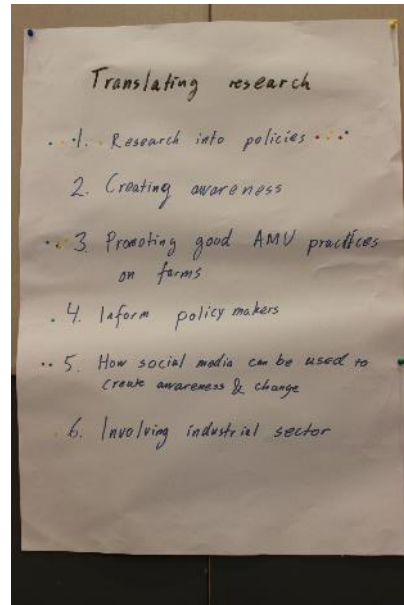 Translating research
1. Research into policies
2. Creating awareness
3. Promoting good AMU practices
on farms
4. Inform policy makers
5. How social media can be used to
create awareness & change
6. Involving industrial sector